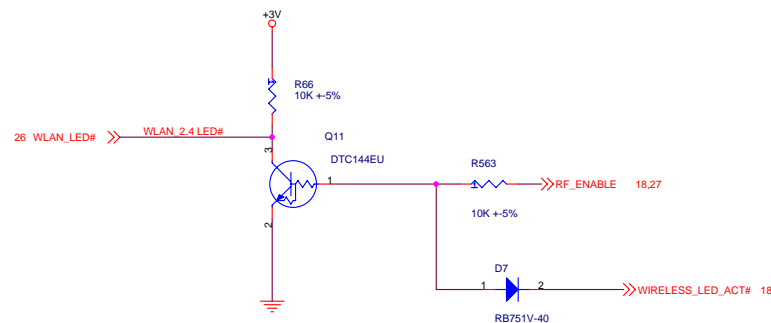 +3V
R66
10K +-5%
26 WLAN_LED#
WLAN_2.4 LED#
Q11
3
DTC144EU
R563
1
RF_ENABLE 18,27
10K +-5%
2
D7
1
2
WIRELESS_LED_ACT# 18
RB751V-40